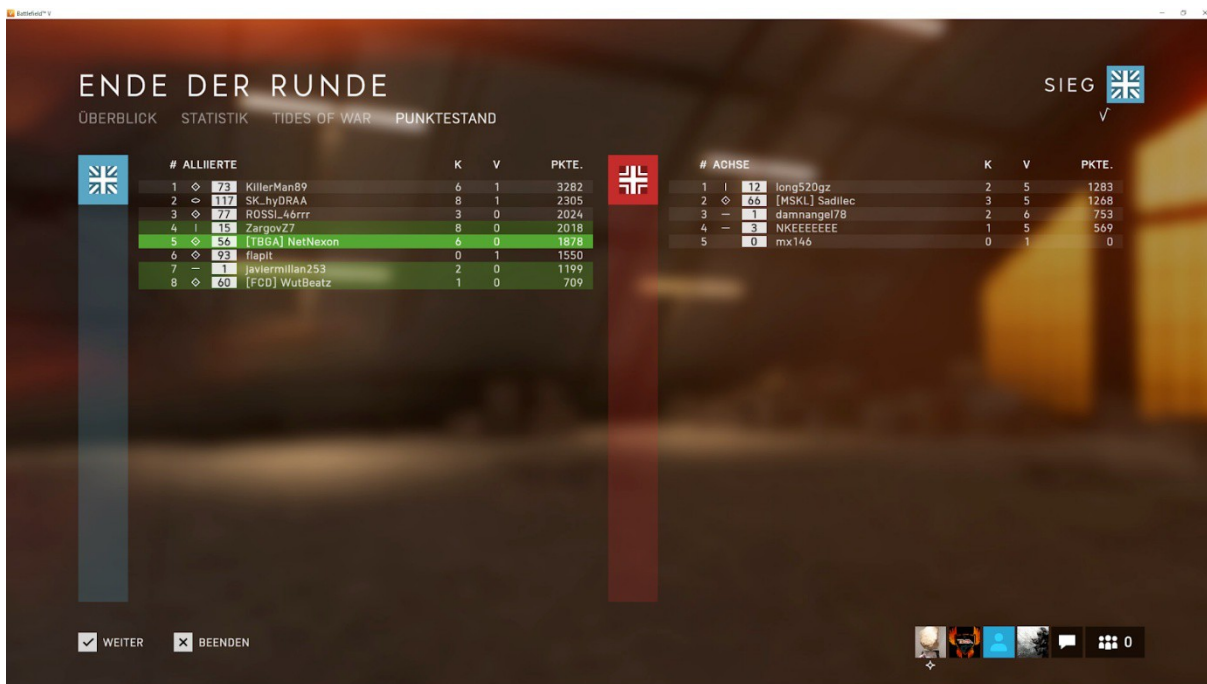 Battlefield™ V
ENDE DER RUNDE
SIEG
ÜBERBLICK STATISTIK TIDES OF WAR PUNKTESTAND
# ALLIIERTE K V PKTE.
1 73 KillerMan89 6 1 3282
2 117 SK_hyDRAA 8 1 2305
3 77 ROSSI_46rrr 3 0 2024
4 15 ZargovZ7 8 0 2018
5 56 [TBGA] NetNexon 6 0 1878
6 93 flapit 0 1 1550
7 1 javiermillan253 2 0 1199
8 60 [FCD] WutBeatz 1 0 709
# ACHSE K V PKTE.
1 12 long520gz 2 5 1283
2 66 [MSKL] Sadilec 3 5 1268
3 1 damnangel78 2 6 753
4 3 NKEEEEEEE 1 5 569
5 0 mx146 0 1 0
WEITER BEENDEN
0